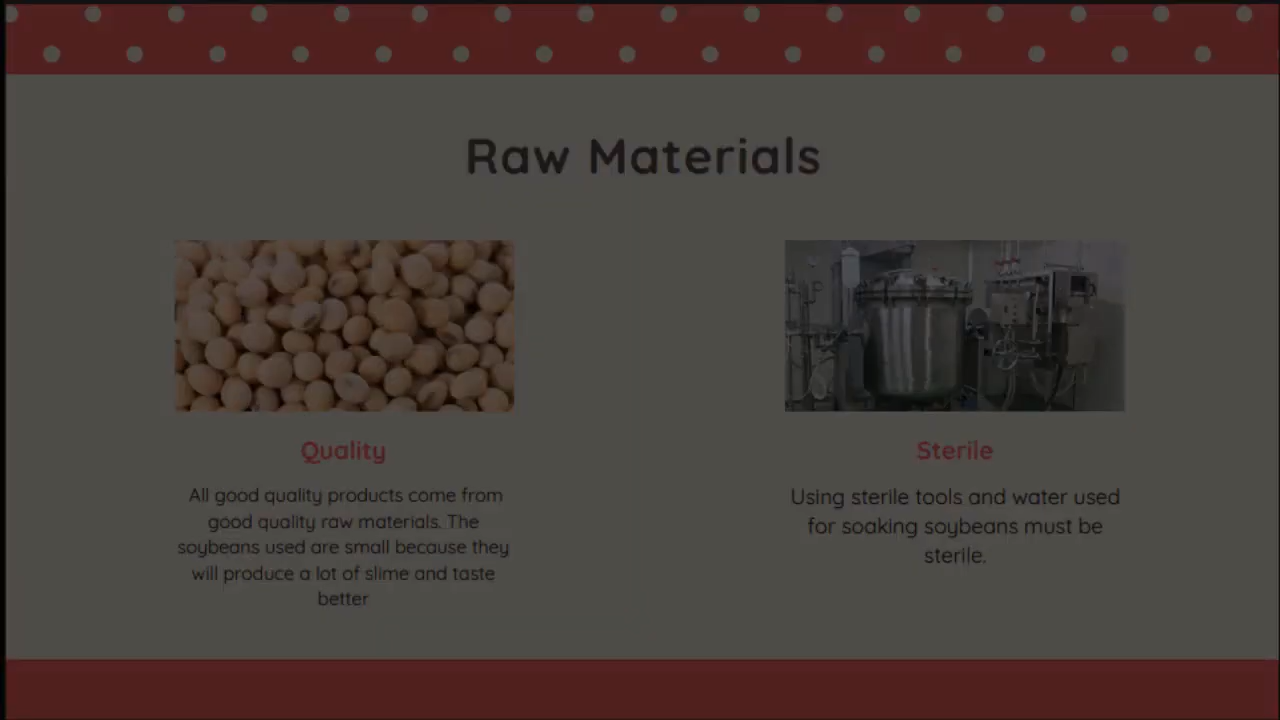 Raw Materials
Quality
All good quality products come from
good quality raw materials. The
soybeans used are small because they
will produce a lot of slime and taste
better
Sterile
Using sterile tools and water used
for soaking soybeans must be
sterile.